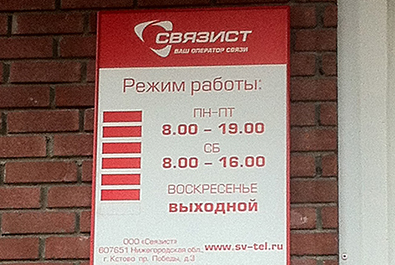 СВЯЗИСТ
ВАШ ОПЕРАТОР СВЯЗИ
Режим работы:
ПН-ПТ
8.00 – 19.00
СБ
8.00 – 16.00
ВОСКРЕСЕНЬЕ
ВЫХОДНОЙ
ООО «Связист»
607651 Нижегородская обл., www.sv-tel.ru
г. Кстово пр. Победы, д.3